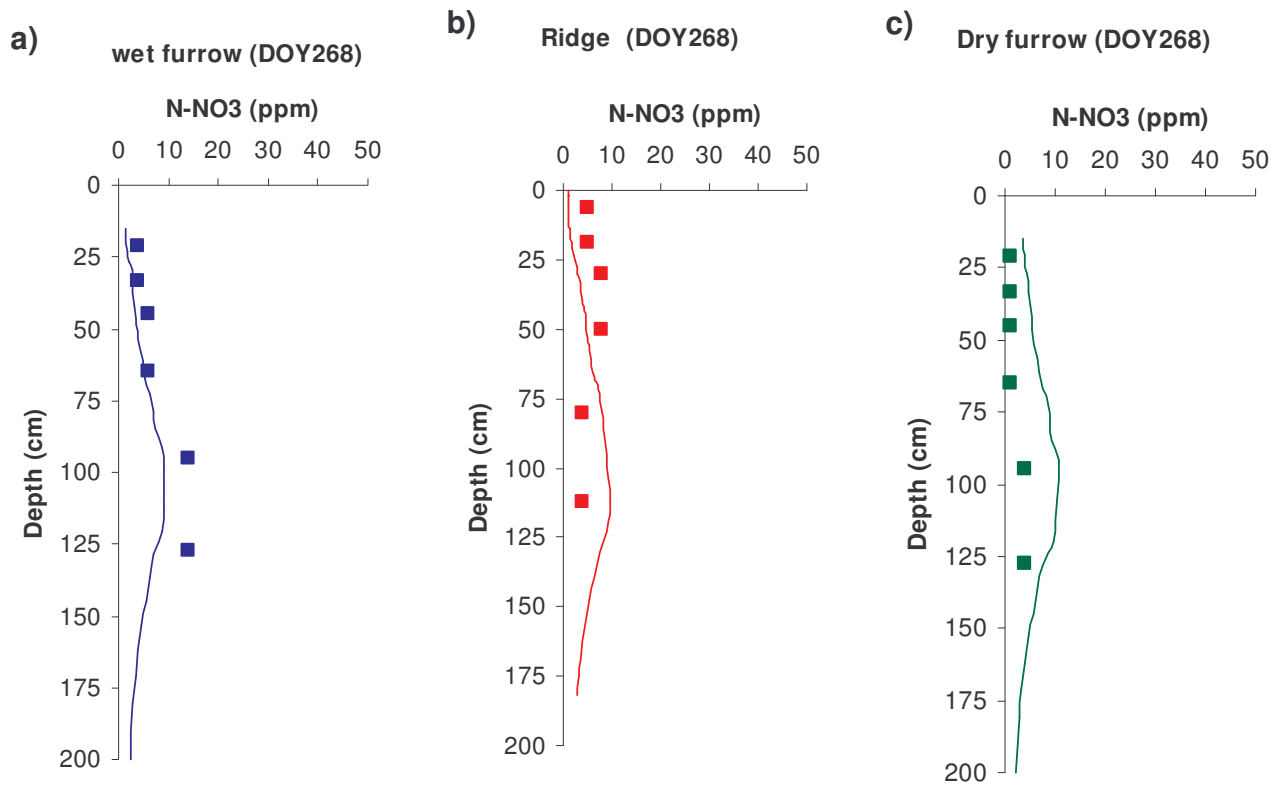 a)
wet furrow (DOY268)
N-NO3 (ppm)
0 10 20 30 40 50
0
25
50
75
100
125
150
175
200
Depth (cm)
b)
Ridge (DOY268)
N-NO3 (ppm)
0 10 20 30 40 50
0
25
50
75
100
125
150
175
200
Depth (cm)
c)
Dry furrow (DOY268)
N-NO3 (ppm)
0 10 20 30 40 50
0
25
50
75
100
125
150
175
200
Depth (cm)